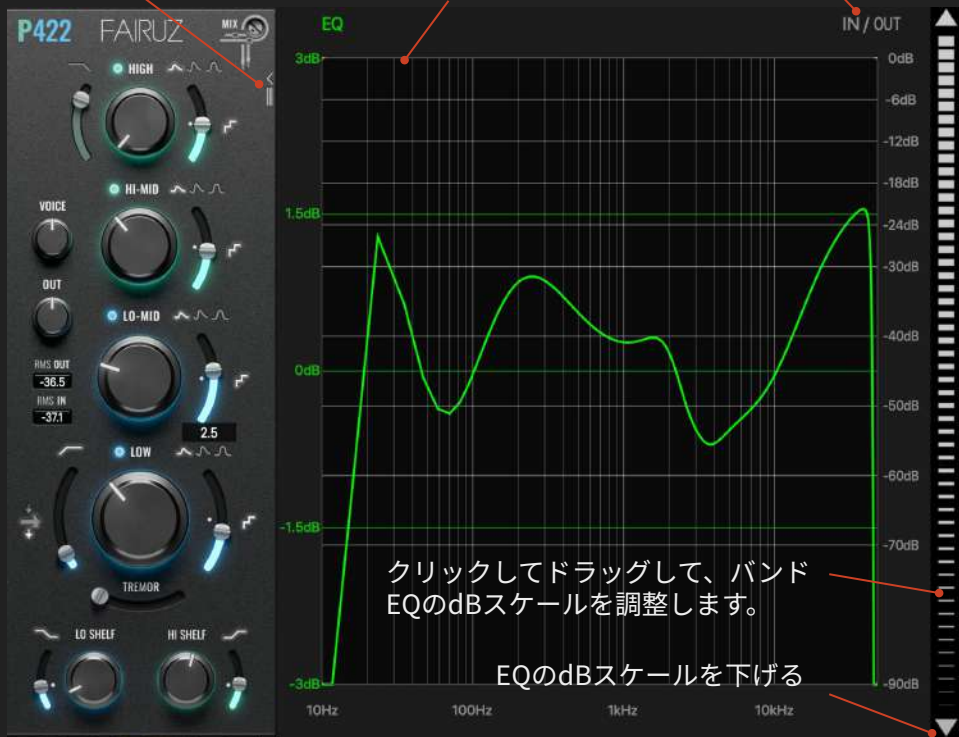 P422 FAIRUZ MIX
EQ
IN / OUT
HIGH
HI-MID
VOICE
OUT
LO-MID
RMS OUT
-36.5
RMS IN
-37.1
2.5
LOW
TREMOR
LO SHELF
HI SHELF
3dB
1.5dB
0dB
-1.5dB
-3dB
0dB
-6dB
-12dB
-18dB
-24dB
-30dB
-40dB
-50dB
-60dB
-70dB
-90dB
クリックしてドラッグして、バンド
EQのdBスケールを調整します。
EQのdBスケールを下げる
10Hz 100Hz 1kHz 10kHz